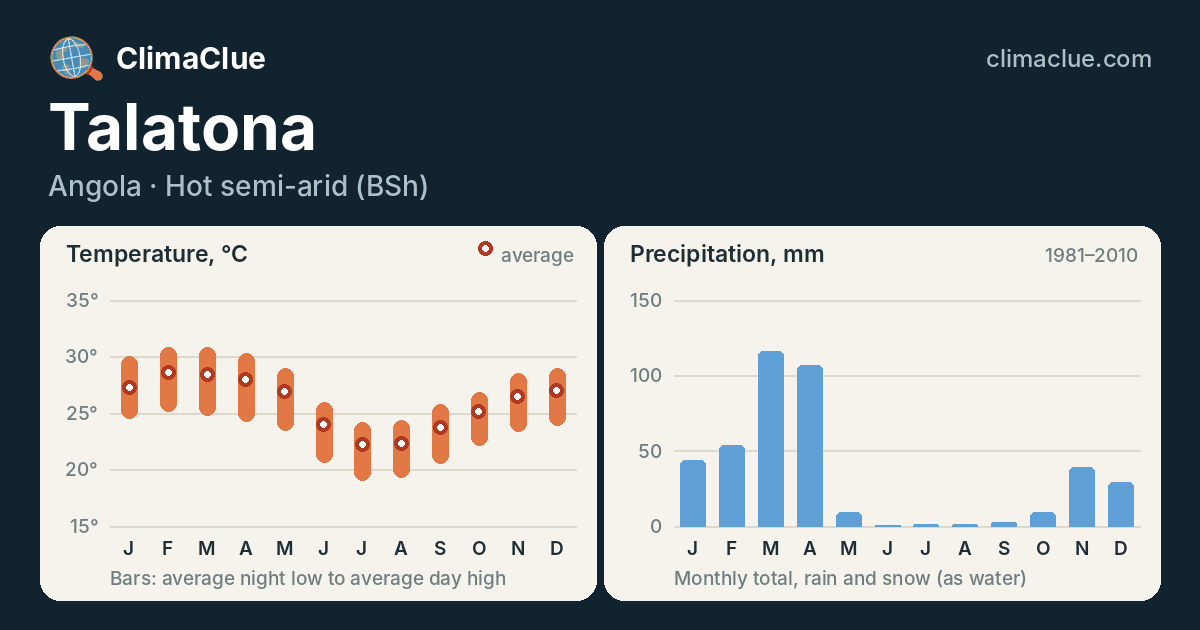 ClimaClue
climaclue.com
Talatona
Angola · Hot semi-arid (BSh)
Temperature, °C
average
35°
30°
25°
20°
15°
J F M A M J J A S O N D
Bars: average night low to average day high
Precipitation, mm
1981–2010
150
100
50
0
J F M A M J J A S O N D
Monthly total, rain and snow (as water)